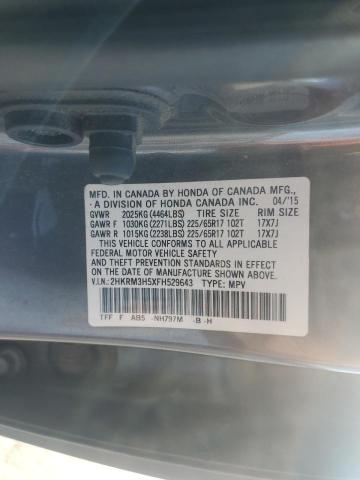 MFD. IN CANADA BY HONDA OF CANADA MFG.,
- A DIVISION OF HONDA CANADA INC. 04/'15
GVWR 2025KG (4464LBS) TIRE SIZE RIM SIZE
GAWR F 1030KG (2271LBS) 225/65R17 102T 17X7J
GAWR R 1015KG (2238LBS) 225/65R17 102T 17X7J
THIS VEHICLE CONFORMS TO ALL APPLICABLE
FEDERAL MOTOR VEHICLE SAFETY AND
THEFT PREVENTION STANDARDS IN EFFECT ON
THE DATE OF MANUFACTURE SHOWN ABOVE.
V.I.N.: 2HKRM3H5XFH529643 TYPE: MPV
TFF F AB5 -NH797M -B -H